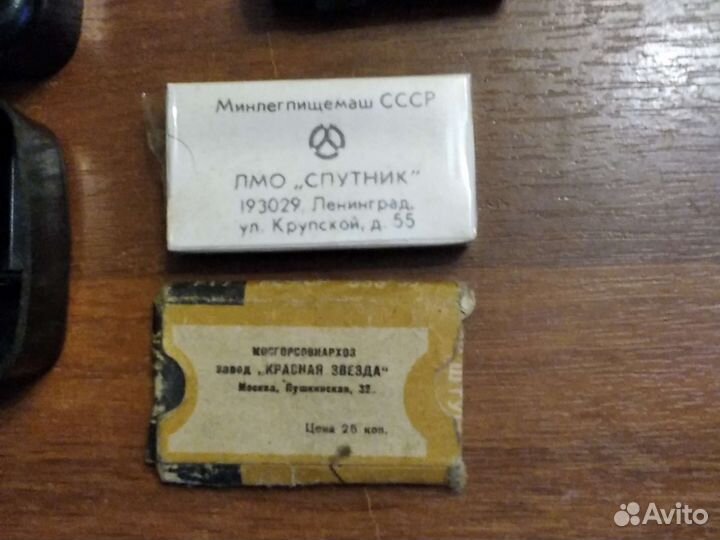 Минлегпищемаш СССР
ЛМО „СПУТНИК"
193029, Ленинград,
ул. Крупской, д. 55
МОСГОРСОВНАРХОЗ
завод „КРАСНАЯ ЗВЕЗДА"
Москва, Пушкинская, 32.
Цена 25 коп.
Avito